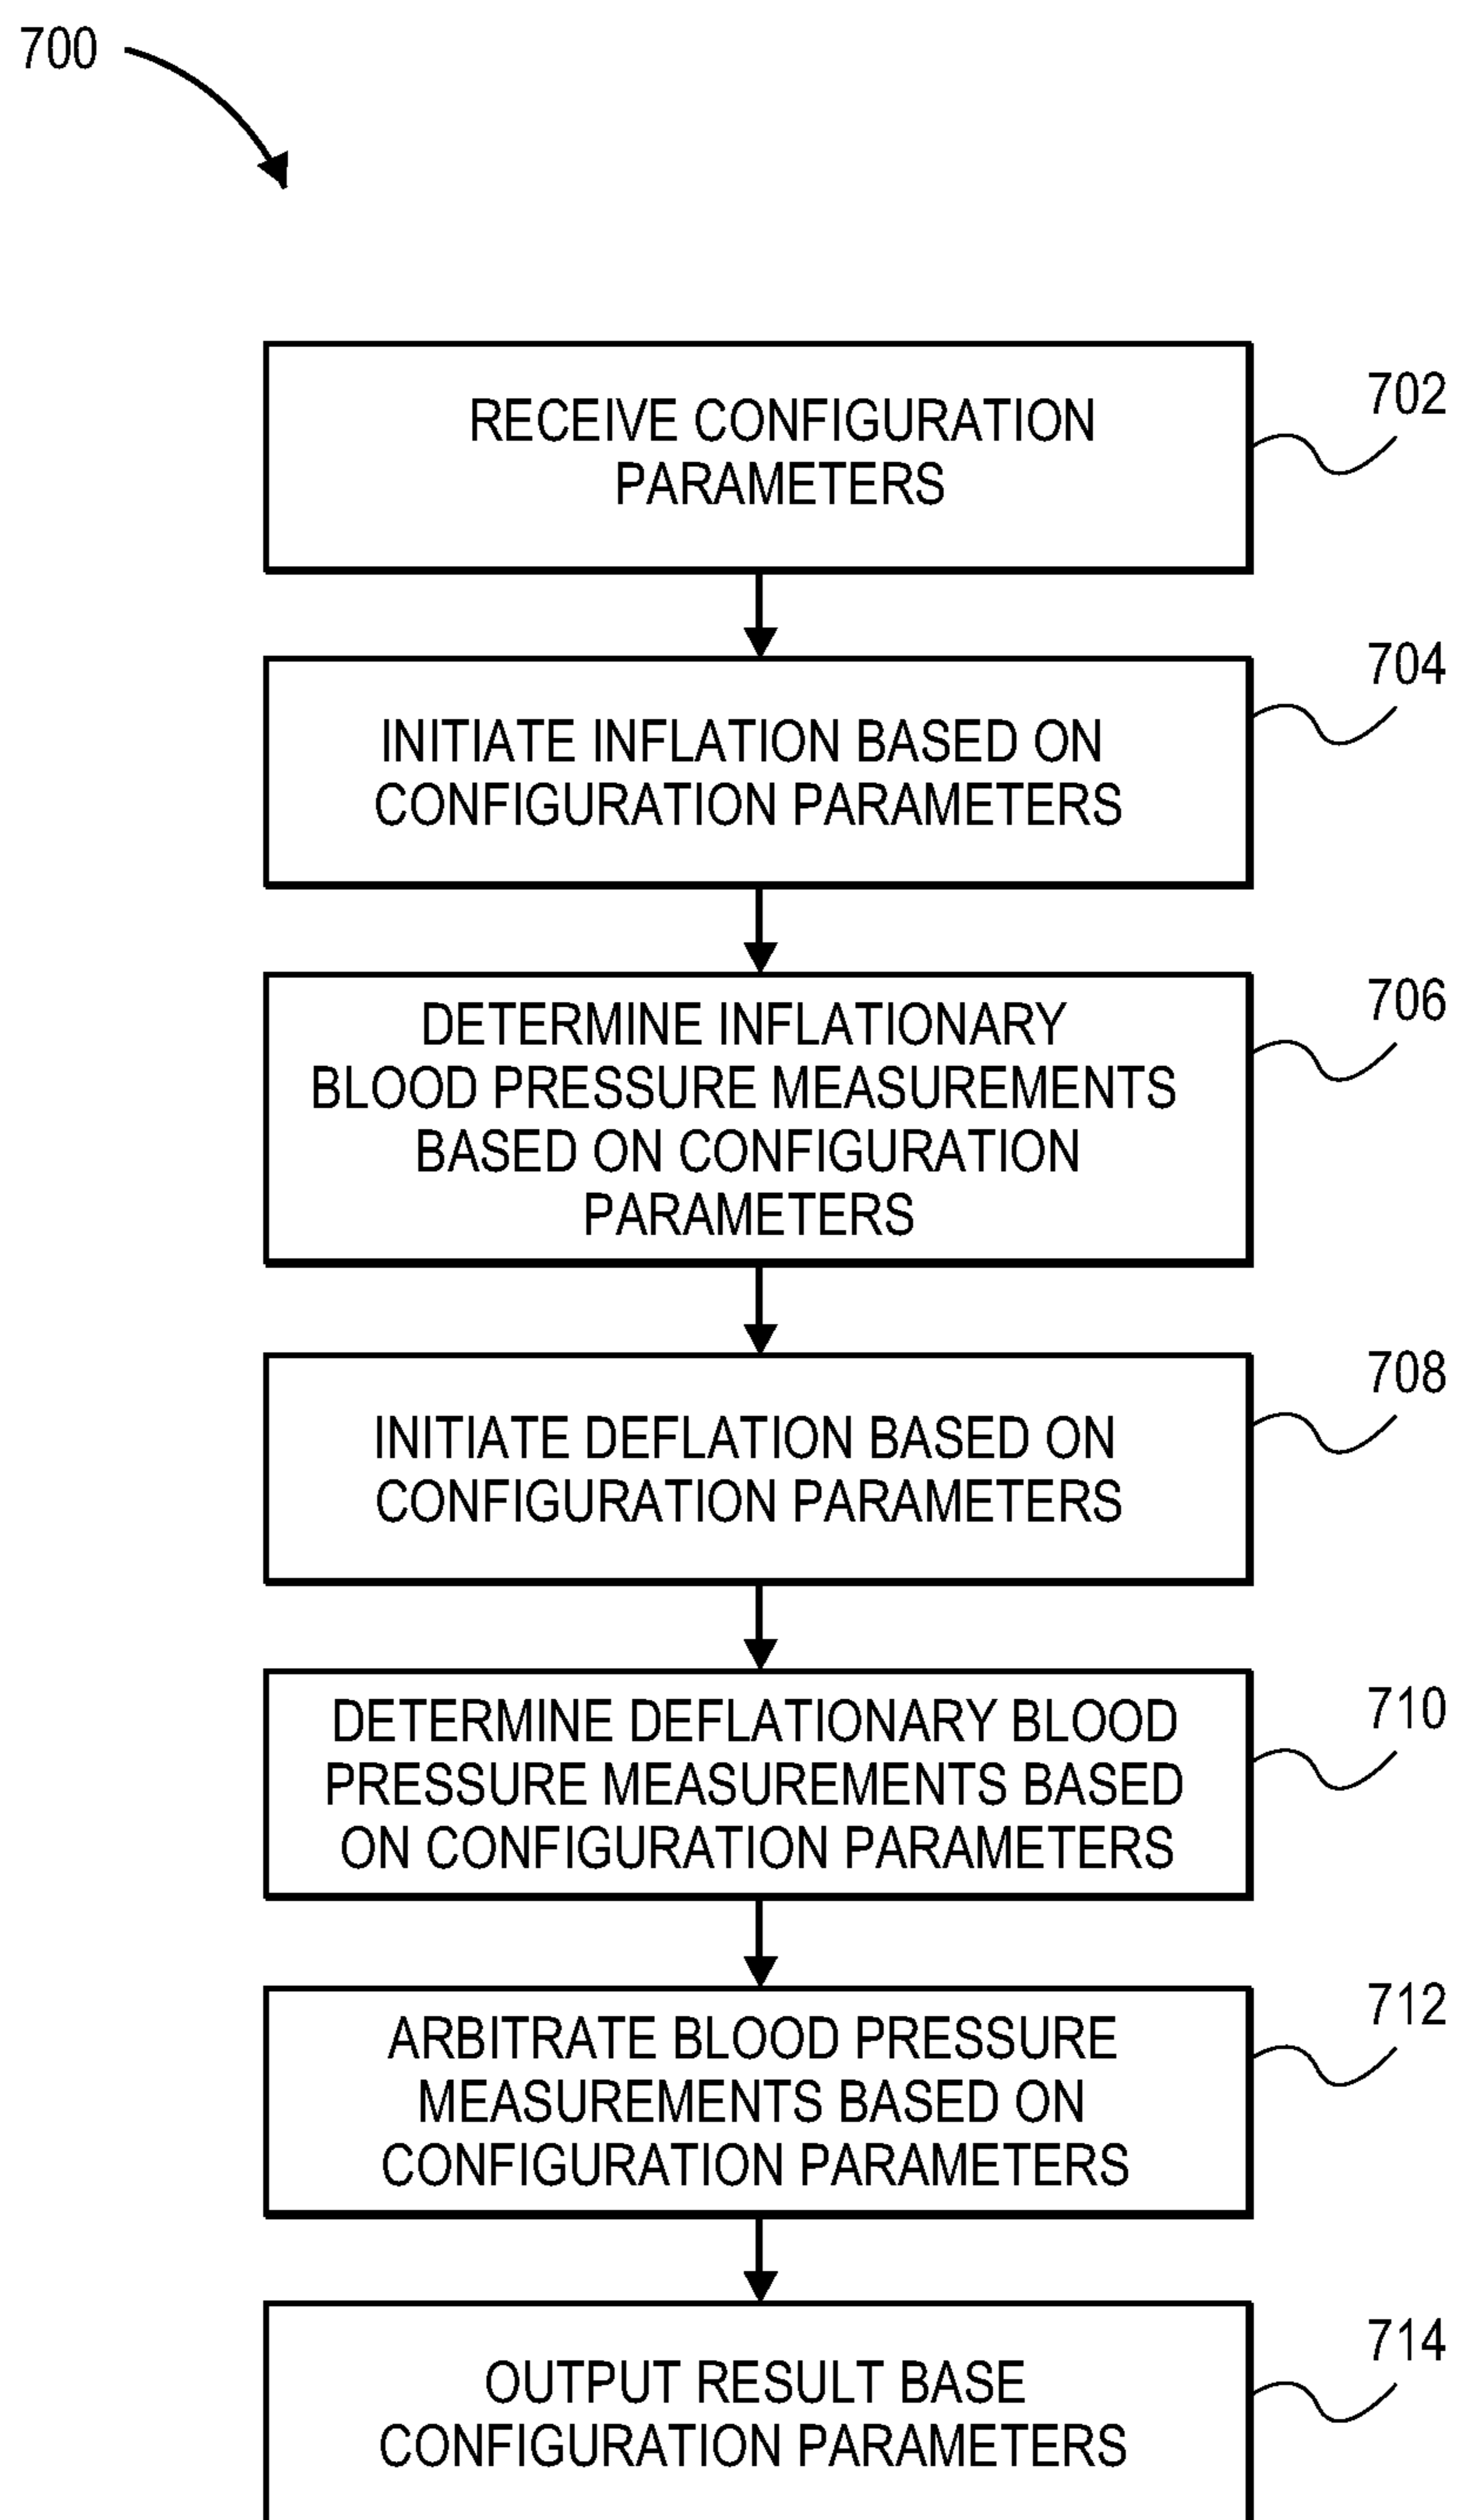 700
RECEIVE CONFIGURATION
PARAMETERS
702
INITIATE INFLATION BASED ON
CONFIGURATION PARAMETERS
704
DETERMINE INFLATIONARY
BLOOD PRESSURE MEASUREMENTS
BASED ON CONFIGURATION
PARAMETERS
706
INITIATE DEFLATION BASED ON
CONFIGURATION PARAMETERS
708
DETERMINE DEFLATIONARY BLOOD
PRESSURE MEASUREMENTS BASED
ON CONFIGURATION PARAMETERS
710
ARBITRATE BLOOD PRESSURE
MEASUREMENTS BASED ON
CONFIGURATION PARAMETERS
712
OUTPUT RESULT BASE
CONFIGURATION PARAMETERS
714